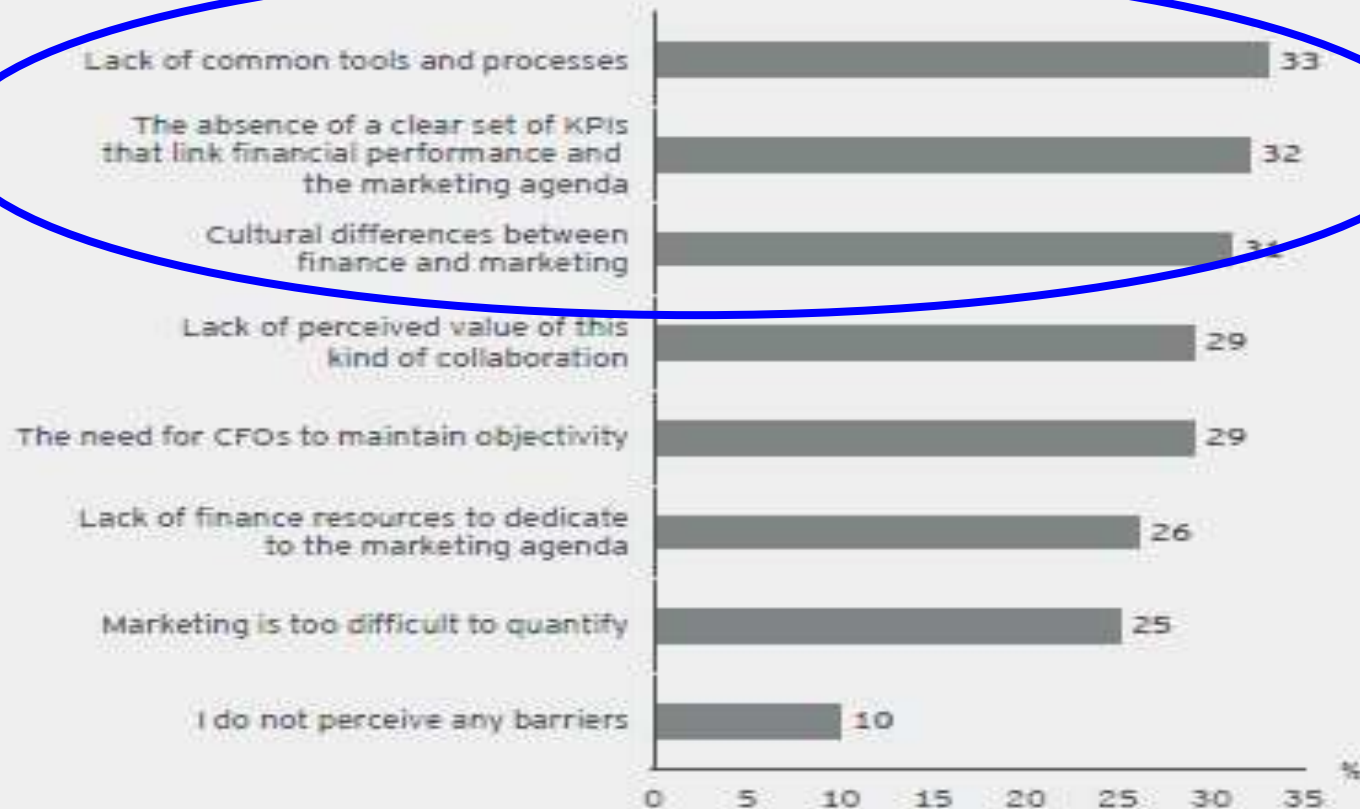 Lack of common tools and processes 33
The absence of a clear set of KPIs
that link financial performance and 32
the marketing agenda
Cultural differences between
finance and marketing 31
Lack of perceived value of this
kind of collaboration 29
The need for CFOs to maintain objectivity 29
Lack of finance resources to dedicate
to the marketing agenda 26
Marketing is too difficult to quantify 25
I do not perceive any barriers 10
%
0 5 10 15 20 25 30 35